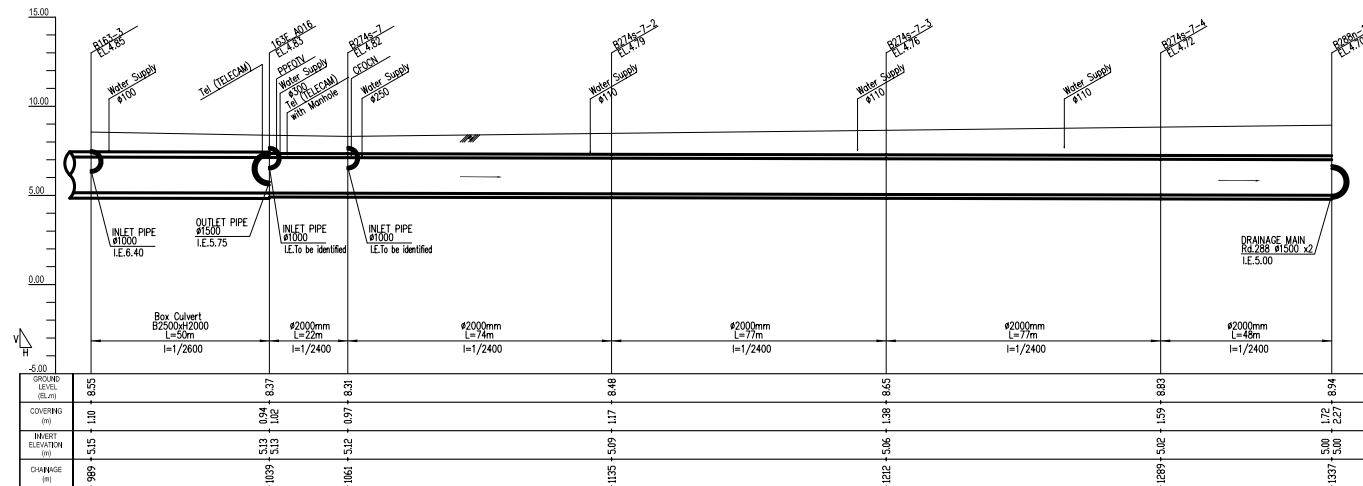 15.00
10.00
5.00
0.00
-5.00
V
H
B163-3
EL.4.85
Water Supply
ø100
Tel (TELECAM)
163E_A016
EL.4.83
PPFOTV
Water Supply
ø300
Tel (TELECAM)
with Manhole
B274s-7
EL.4.82
CFOCN
Water Supply
ø250
B274s-7-2
EL.4.79
Water Supply
ø110
B274s-7-3
EL.4.76
Water Supply
ø110
B274s-7-4
EL.4.72
Water Supply
ø110
EL.4.70
INLET PIPE
ø1000
I.E.6.40
OUTLET PIPE
ø1500
I.E.5.75
INLET PIPE
ø1000
I.E.To be identified
INLET PIPE
ø1000
I.E.To be identified
DRAINAGE MAIN
Rd.288 ø1500 x2
I.E.5.00
Box Culvert
B2500xH2000
L=50m
I=1/2600
ø2000mm
L=22m
I=1/2400
ø2000mm
L=74m
I=1/2400
ø2000mm
L=77m
I=1/2400
ø2000mm
L=77m
I=1/2400
ø2000mm
L=48m
I=1/2400
GROUND
LEVEL
(EL.m)
8.55 8.37 8.31 8.48 8.65 8.83 8.94
COVERING
(m)
1.10 0.94 1.02 0.97 1.17 1.38 1.59 1.72 2.27
INVERT
ELEVATION
(m)
5.15 5.13 5.13 5.12 5.09 5.06 5.02 5.00 5.00
CHAINAGE
(m)
989 1039 1061 1135 1212 1289 1337